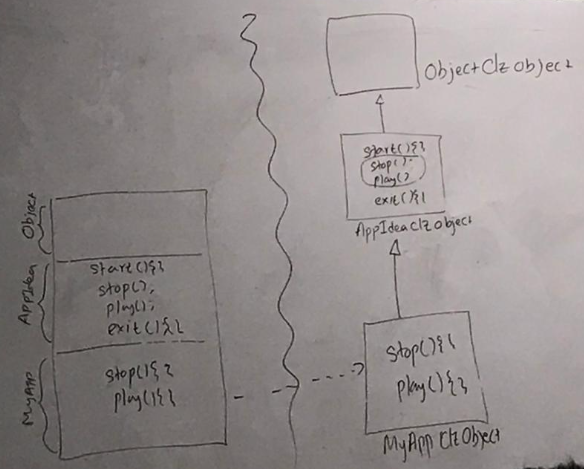 Object
AppIdea
MyApp
start(){}
stop();
play();
exit(){}
stop(){}
play(){}
Object Clz Object
start(){}
stop();
play()
exit(){}
AppIdea Clz Object
stop(){}
play(){}
MyApp Clz Object